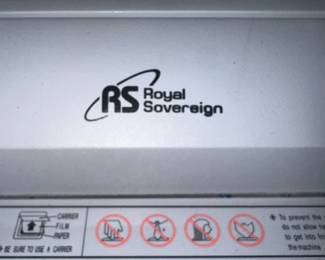 RS Royal
Sovereign
CARRIER
FILM
PAPER
BE SURE TO USE A CARRIER
To prevent the
do not allow
to get into
the machine